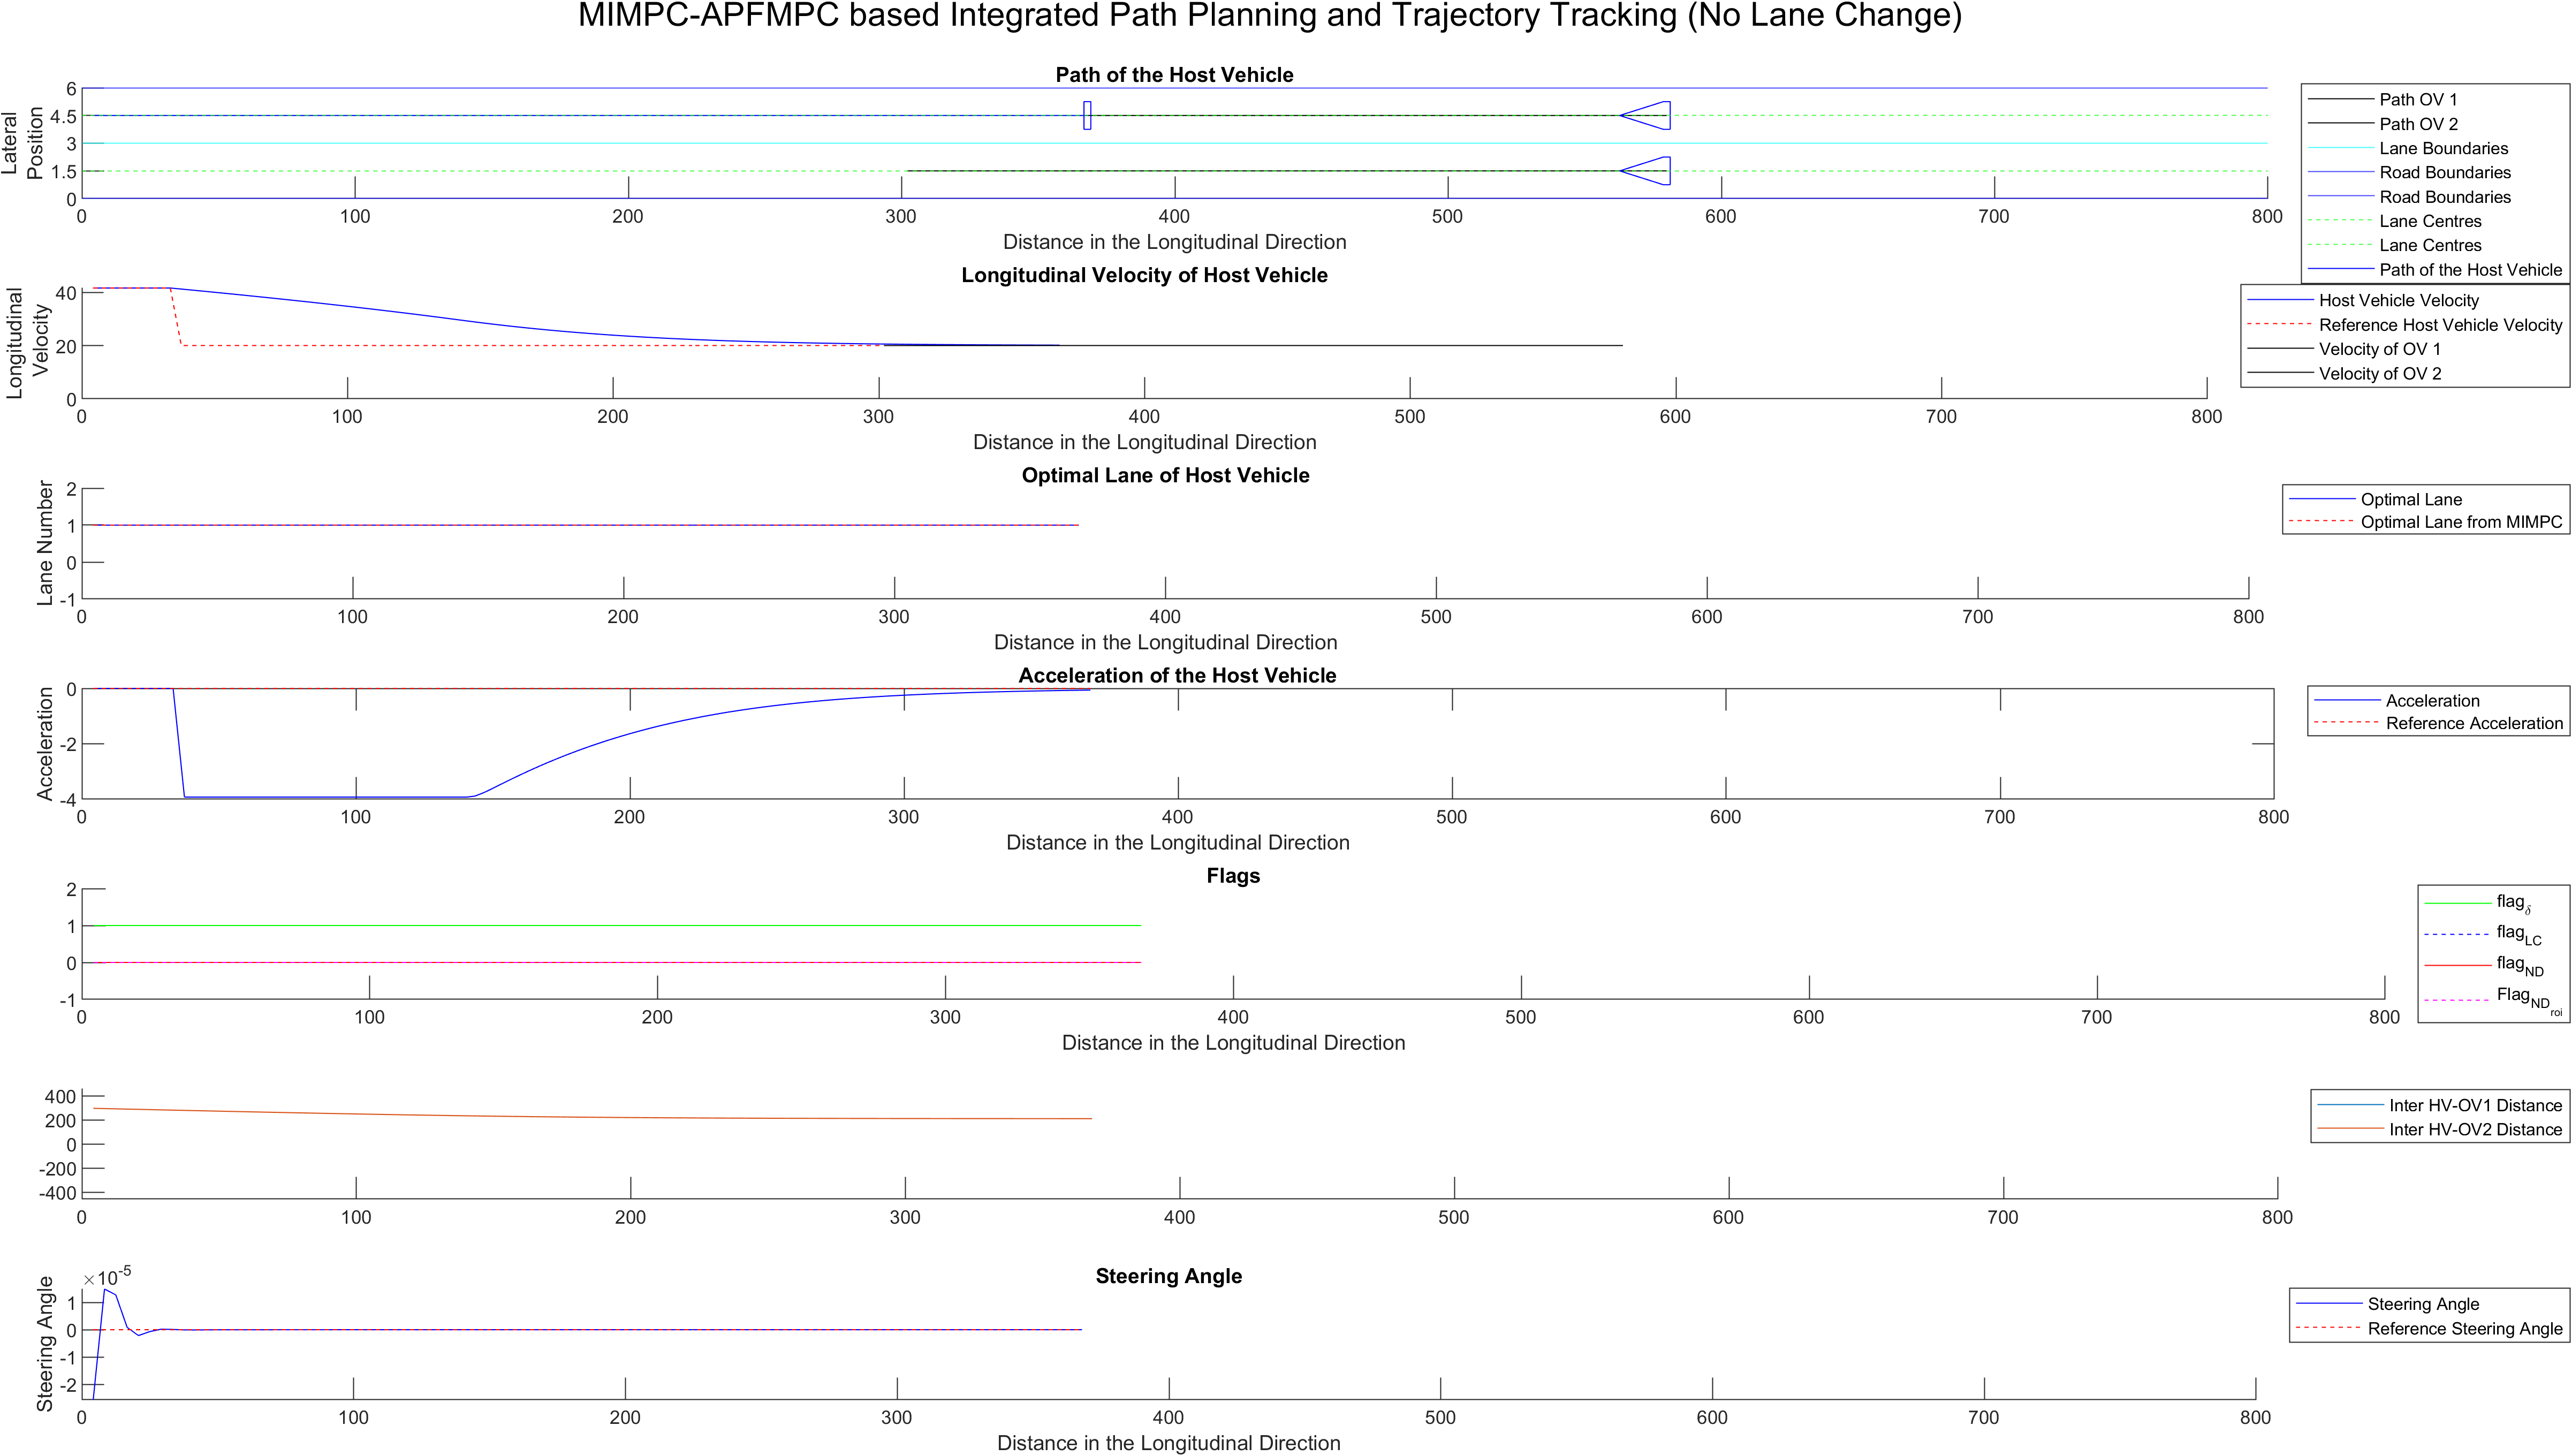 MIMPC-APFMPC based Integrated Path Planning and Trajectory Tracking (No Lane Change)
Path of the Host Vehicle
Lateral
Position
6
4.5
3
1.5
0
0 100 200 300 400 500 600 700 800
Distance in the Longitudinal Direction
Path OV 1
Path OV 2
Lane Boundaries
Road Boundaries
Road Boundaries
Lane Centres
Lane Centres
Path of the Host Vehicle
Longitudinal Velocity of Host Vehicle
Longitudinal
Velocity
40
20
0
0 100 200 300 400 500 600 700 800
Distance in the Longitudinal Direction
Host Vehicle Velocity
Reference Host Vehicle Velocity
Velocity of OV 1
Velocity of OV 2
Optimal Lane of Host Vehicle
Lane Number
2
1
0
-1
0 100 200 300 400 500 600 700 800
Distance in the Longitudinal Direction
Optimal Lane
Optimal Lane from MIMPC
Acceleration of the Host Vehicle
Acceleration
0
-2
-4
0 100 200 300 400 500 600 700 800
Distance in the Longitudinal Direction
Acceleration
Reference Acceleration
Flags
2
1
0
-1
0 100 200 300 400 500 600 700 800
Distance in the Longitudinal Direction
flag_δ
flag_LC
flag_ND
Flag_ND_roi
400
200
0
-200
-400
0 100 200 300 400 500 600 700 800
Inter HV-OV1 Distance
Inter HV-OV2 Distance
Steering Angle
Steering Angle
×10^-5
1
0
-1
-2
0 100 200 300 400 500 600 700 800
Distance in the Longitudinal Direction
Steering Angle
Reference Steering Angle